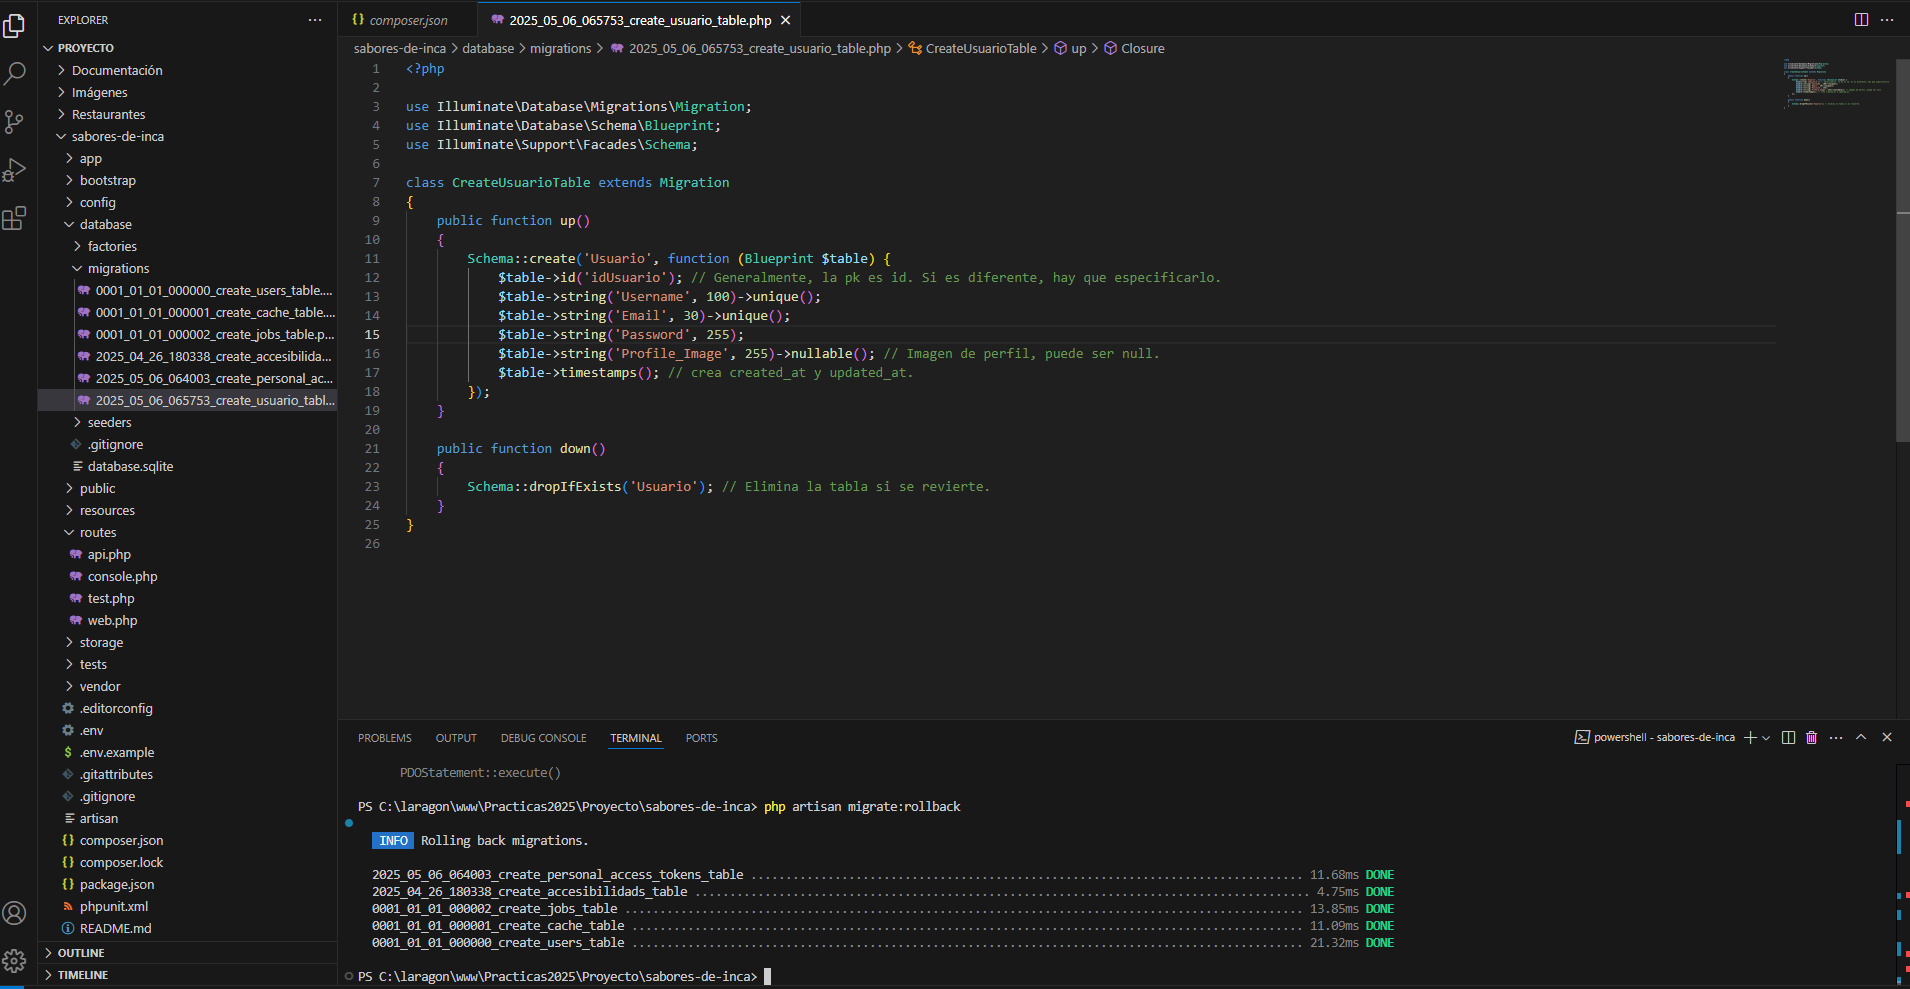 EXPLORER
PROYECTO
Documentación
Imágenes
Restaurantes
sabores-de-inca
app
bootstrap
config
database
factories
migrations
0001_01_01_000000_create_users_table....
0001_01_01_000001_create_cache_table....
0001_01_01_000002_create_jobs_table.p...
2025_04_26_180338_create_accesibilida...
2025_05_06_064003_create_personal_ac...
2025_05_06_065753_create_usuario_tabl...
seeders
.gitignore
database.sqlite
public
resources
routes
api.php
console.php
test.php
web.php
storage
tests
vendor
.editorconfig
.env
.env.example
.gitattributes
.gitignore
artisan
composer.json
composer.lock
package.json
phpunit.xml
README.md
OUTLINE
TIMELINE
composer.json
2025_05_06_065753_create_usuario_table.php
sabores-de-inca > database > migrations > 2025_05_06_065753_create_usuario_table.php > CreateUsuarioTable > up > Closure
1 <?php
2
3 use Illuminate\Database\Migrations\Migration;
4 use Illuminate\Database\Schema\Blueprint;
5 use Illuminate\Support\Facades\Schema;
6
7 class CreateUsuarioTable extends Migration
8 {
9 public function up()
10 {
11 Schema::create('Usuario', function (Blueprint $table) {
12 $table->id('idUsuario'); // Generalmente, la pk es id. Si es diferente, hay que especificarlo.
13 $table->string('Username', 100)->unique();
14 $table->string('Email', 30)->unique();
15 $table->string('Password', 255);
16 $table->string('Profile_Image', 255)->nullable(); // Imagen de perfil, puede ser null.
17 $table->timestamps(); // crea created_at y updated_at.
18 });
19 }
20
21 public function down()
22 {
23 Schema::dropIfExists('Usuario'); // Elimina la tabla si se revierte.
24 }
25 }
26
PROBLEMS OUTPUT DEBUG CONSOLE TERMINAL PORTS
powershell - sabores-de-inca
PDOStatement::execute()
PS C:\laragon\www\Practicas2025\Proyecto\sabores-de-inca> php artisan migrate:rollback
INFO Rolling back migrations.
2025_05_06_064003_create_personal_access_tokens_table ........ 11.68ms DONE
2025_04_26_180338_create_accesibilidads_table ........ 4.75ms DONE
0001_01_01_000002_create_jobs_table ........ 13.85ms DONE
0001_01_01_000001_create_cache_table ........ 11.09ms DONE
0001_01_01_000000_create_users_table ........ 21.32ms DONE
PS C:\laragon\www\Practicas2025\Proyecto\sabores-de-inca>